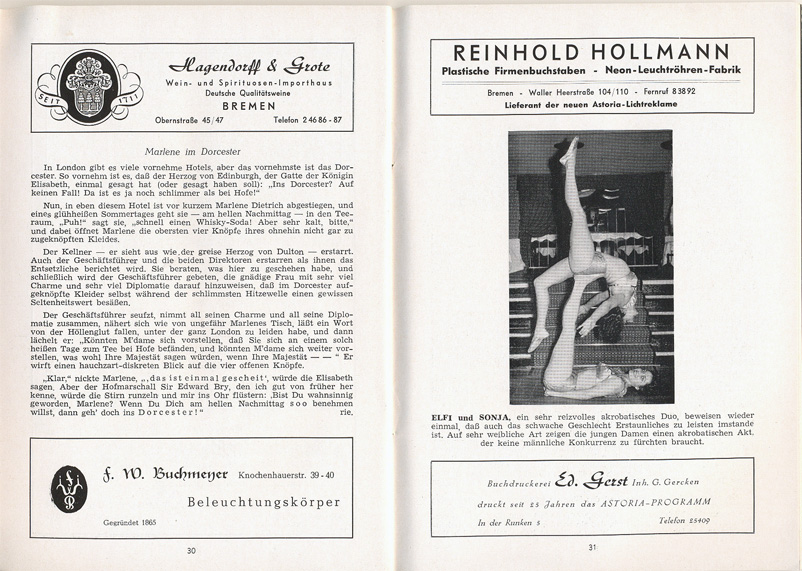 Hagendorff & Grote
Wein- und Spirituosen-Importhaus
Deutsche Qualitätsweine
BREMEN
Obernstraße 45/47 Telefon 2 46 86 - 87
SEIT 1711
Marlene im Dorcester
In London gibt es viele vornehme Hotels, aber das vornehmste ist das Dor-
cester. So vornehm ist es, daß der Herzog von Edinburgh, der Gatte der Königin
Elisabeth, einmal gesagt hat (oder gesagt haben soll): „Ins Dorcester? Auf
keinen Fall! Da ist es ja noch schlimmer als bei Hofe!“
Nun, in eben diesem Hotel ist vor kurzem Marlene Dietrich abgestiegen, und
eines glühheißen Sommertages geht sie — am hellen Nachmittag — in den Tee-
raum. „Puh!“ sagt sie, „schnell einen Whisky-Soda! Aber sehr kalt, bitte,“
und dabei öffnet Marlene die obersten vier Knöpfe ihres ohnehin nicht gar zu
zugeknöpften Kleides.
Der Kellner — er sieht aus wie der greise Herzog von Dulton — erstarrt.
Auch der Geschäftsführer und die beiden Direktoren erstarren als ihnen das
Entsetzliche berichtet wird. Sie beraten, was hier zu geschehen habe, und
schließlich wird der Geschäftsführer gebeten, die gnädige Frau mit sehr viel
Charme und sehr viel Diplomatie darauf hinzuweisen, daß im Dorcester auf-
geknöpfte Kleider selbst während der schlimmsten Hitzewelle einen gewissen
Seltenheitswert besäßen.
Der Geschäftsführer seufzt, nimmt all seinen Charme und all seine Diplo-
matie zusammen, nähert sich wie von ungefähr Marlenes Tisch, läßt ein Wort
von der Höllenglut fallen, unter der ganz London zu leiden habe, und dann
lächelt er: „Könnten M'dame sich vorstellen, daß Sie sich an einem solch
heißen Tage zum Tee bei Hofe befänden, und könnten M'dame sich weiter vor-
stellen, was wohl Ihre Majestät sagen würden, wenn Ihre Majestät — — “ Er
wirft einen hauchzart-diskreten Blick auf die vier offenen Knöpfe.
„Klar,“ nickte Marlene, „‚das ist einmal gescheit‘, würde die Elisabeth
sagen. Aber der Hofmarschall Sir Edward Bry, den ich gut von früher her
kenne, würde die Stirn runzeln und mir ins Ohr flüstern: ‚Bist Du wahnsinnig
geworden, Marlene? Wenn Du Dich am hellen Nachmittag soo benehmen
willst, dann geh' doch ins Dorcester!“ rie.
f. W. Buchmeyer Knochenhauerstr. 39 - 40
Beleuchtungskörper
Gegründet 1865
30
REINHOLD HOLLMANN
Plastische Firmenbuchstaben - Neon-Leuchtröhren-Fabrik
Bremen - Waller Heerstraße 104/110 - Fernruf 8 38 92
Lieferant der neuen Astoria-Lichtreklame
ELFI und SONJA, ein sehr reizvolles akrobatisches Duo, beweisen wieder
einmal, daß auch das schwache Geschlecht Erstaunliches zu leisten imstande
ist. Auf sehr weibliche Art zeigen die jungen Damen einen akrobatischen Akt,
der keine männliche Konkurrenz zu fürchten braucht.
Buchdruckerei Ed. Gerst Inh. G. Gercken
druckt seit 25 Jahren das ASTORIA-PROGRAMM
In der Runken 5 Telefon 25409
31